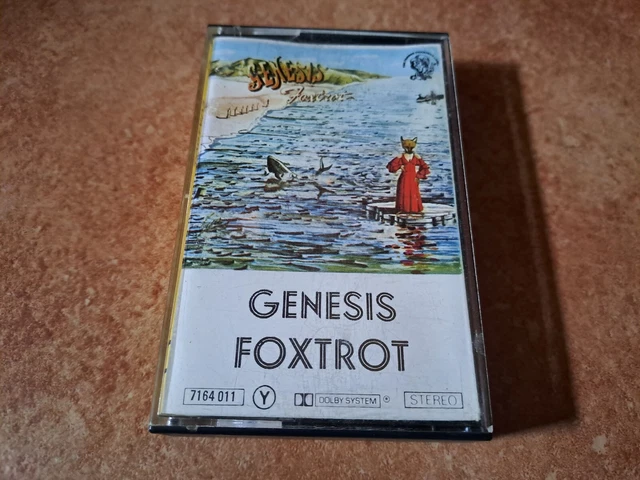 GENESIS
Foxtrot
GENESIS
FOXTROT
7164 011 Y DOLBY SYSTEM ® STEREO